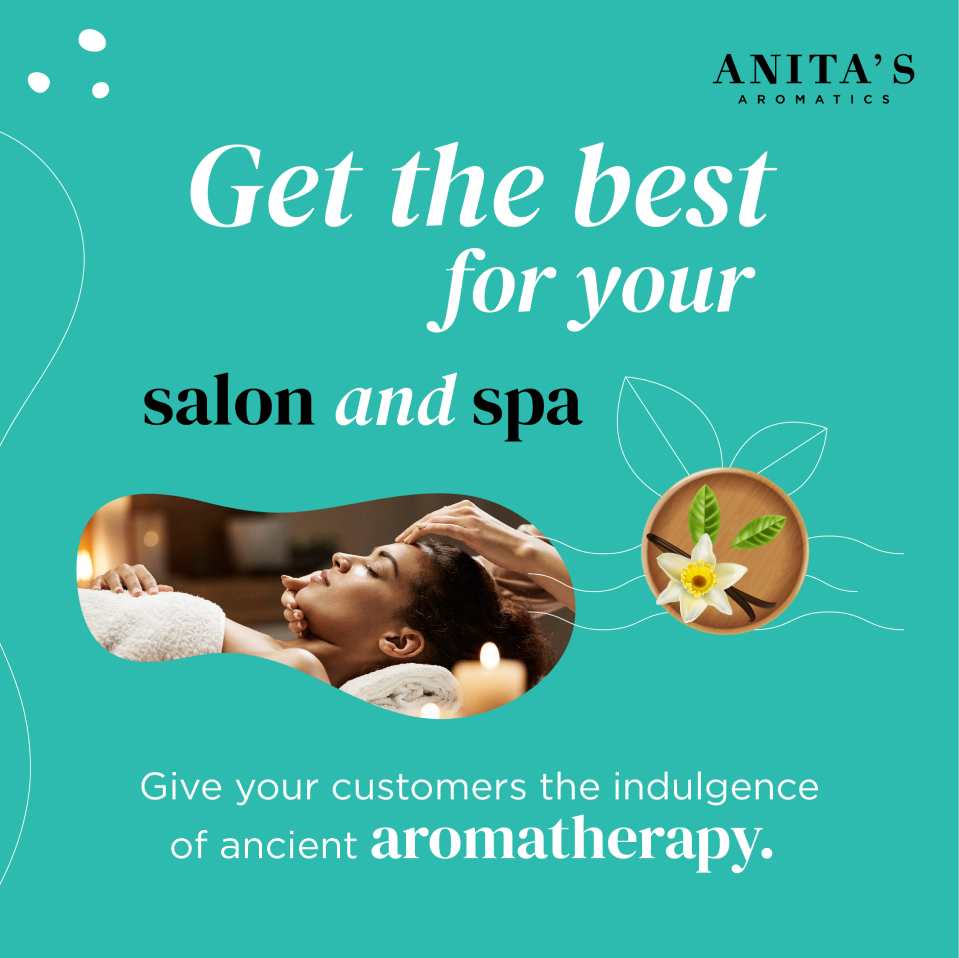 ANITA'S
AROMATICS
Get the best
for your
salon and spa
Give your customers the indulgence
of ancient aromatherapy.